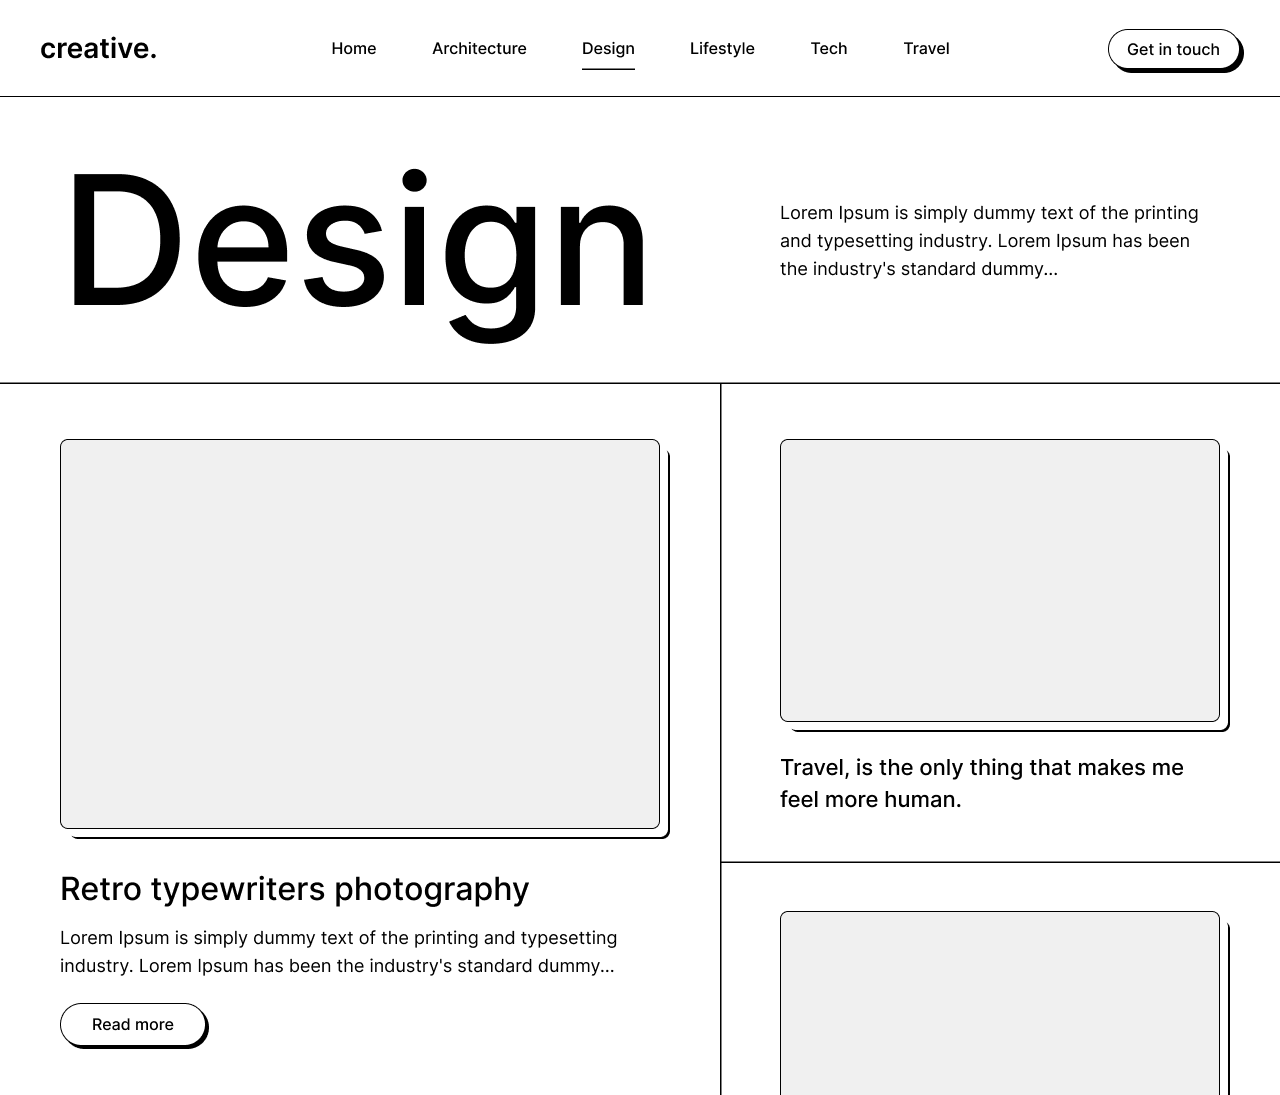 creative.
Home
Architecture
Design
Lifestyle
Tech
Travel
Get in touch
Design
Lorem Ipsum is simply dummy text of the printing
and typesetting industry. Lorem Ipsum has been
the industry's standard dummy...
Retro typewriters photography
Lorem Ipsum is simply dummy text of the printing and typesetting
industry. Lorem Ipsum has been the industry's standard dummy...
Read more
Travel, is the only thing that makes me
feel more human.